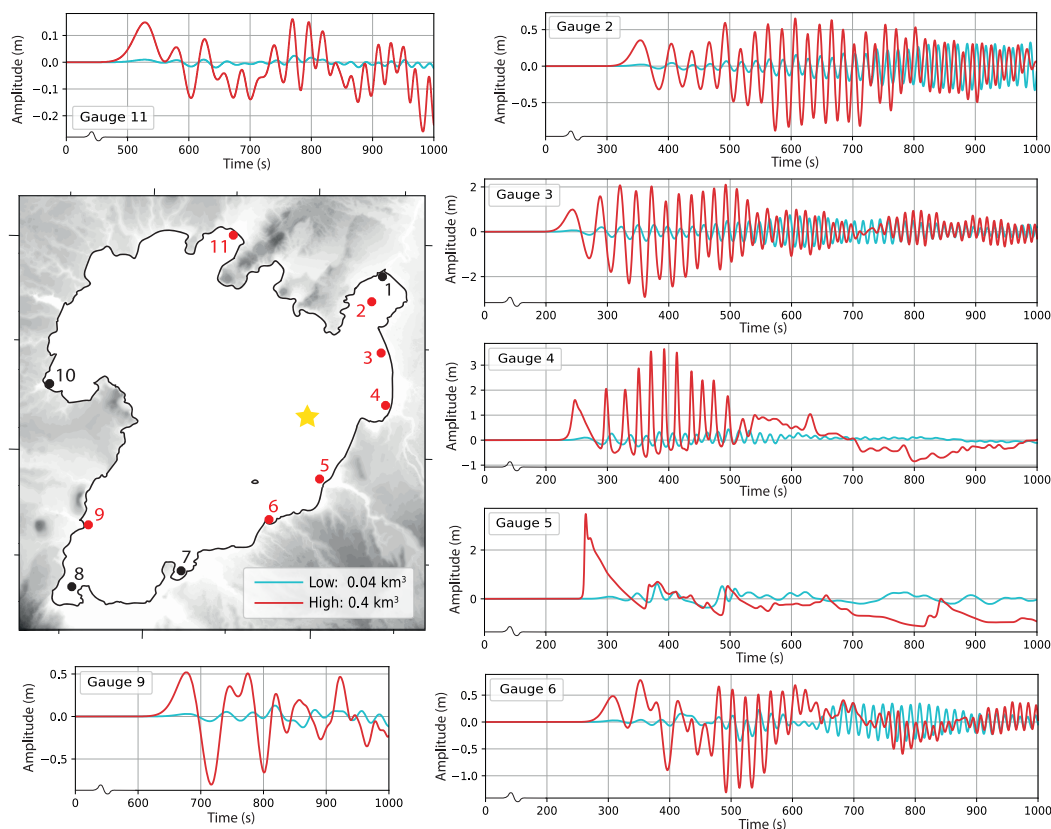 Amplitude (m)
0.1
0.0
−0.1
−0.2
Gauge 11
0 500 600 700 800 900 1000
Time (s)
Amplitude (m)
0.5
0.0
−0.5
Gauge 2
0 300 400 500 600 700 800 900 1000
Time (s)
Amplitude (m)
2
0
−2
Gauge 3
0 200 300 400 500 600 700 800 900 1000
Time (s)
Amplitude (m)
3
2
1
0
−1
Gauge 4
0 200 300 400 500 600 700 800 900 1000
Time (s)
Amplitude (m)
2
0
Gauge 5
0 200 300 400 500 600 700 800 900 1000
Time (s)
11
1
2
3
4
10
5
6
9
7
8
Low: 0.04 km³
High: 0.4 km³
Amplitude (m)
0.5
0.0
−0.5
Gauge 9
0 600 700 800 900 1000
Time (s)
Amplitude (m)
0.5
0.0
−0.5
−1.0
Gauge 6
0 200 300 400 500 600 700 800 900 1000
Time (s)